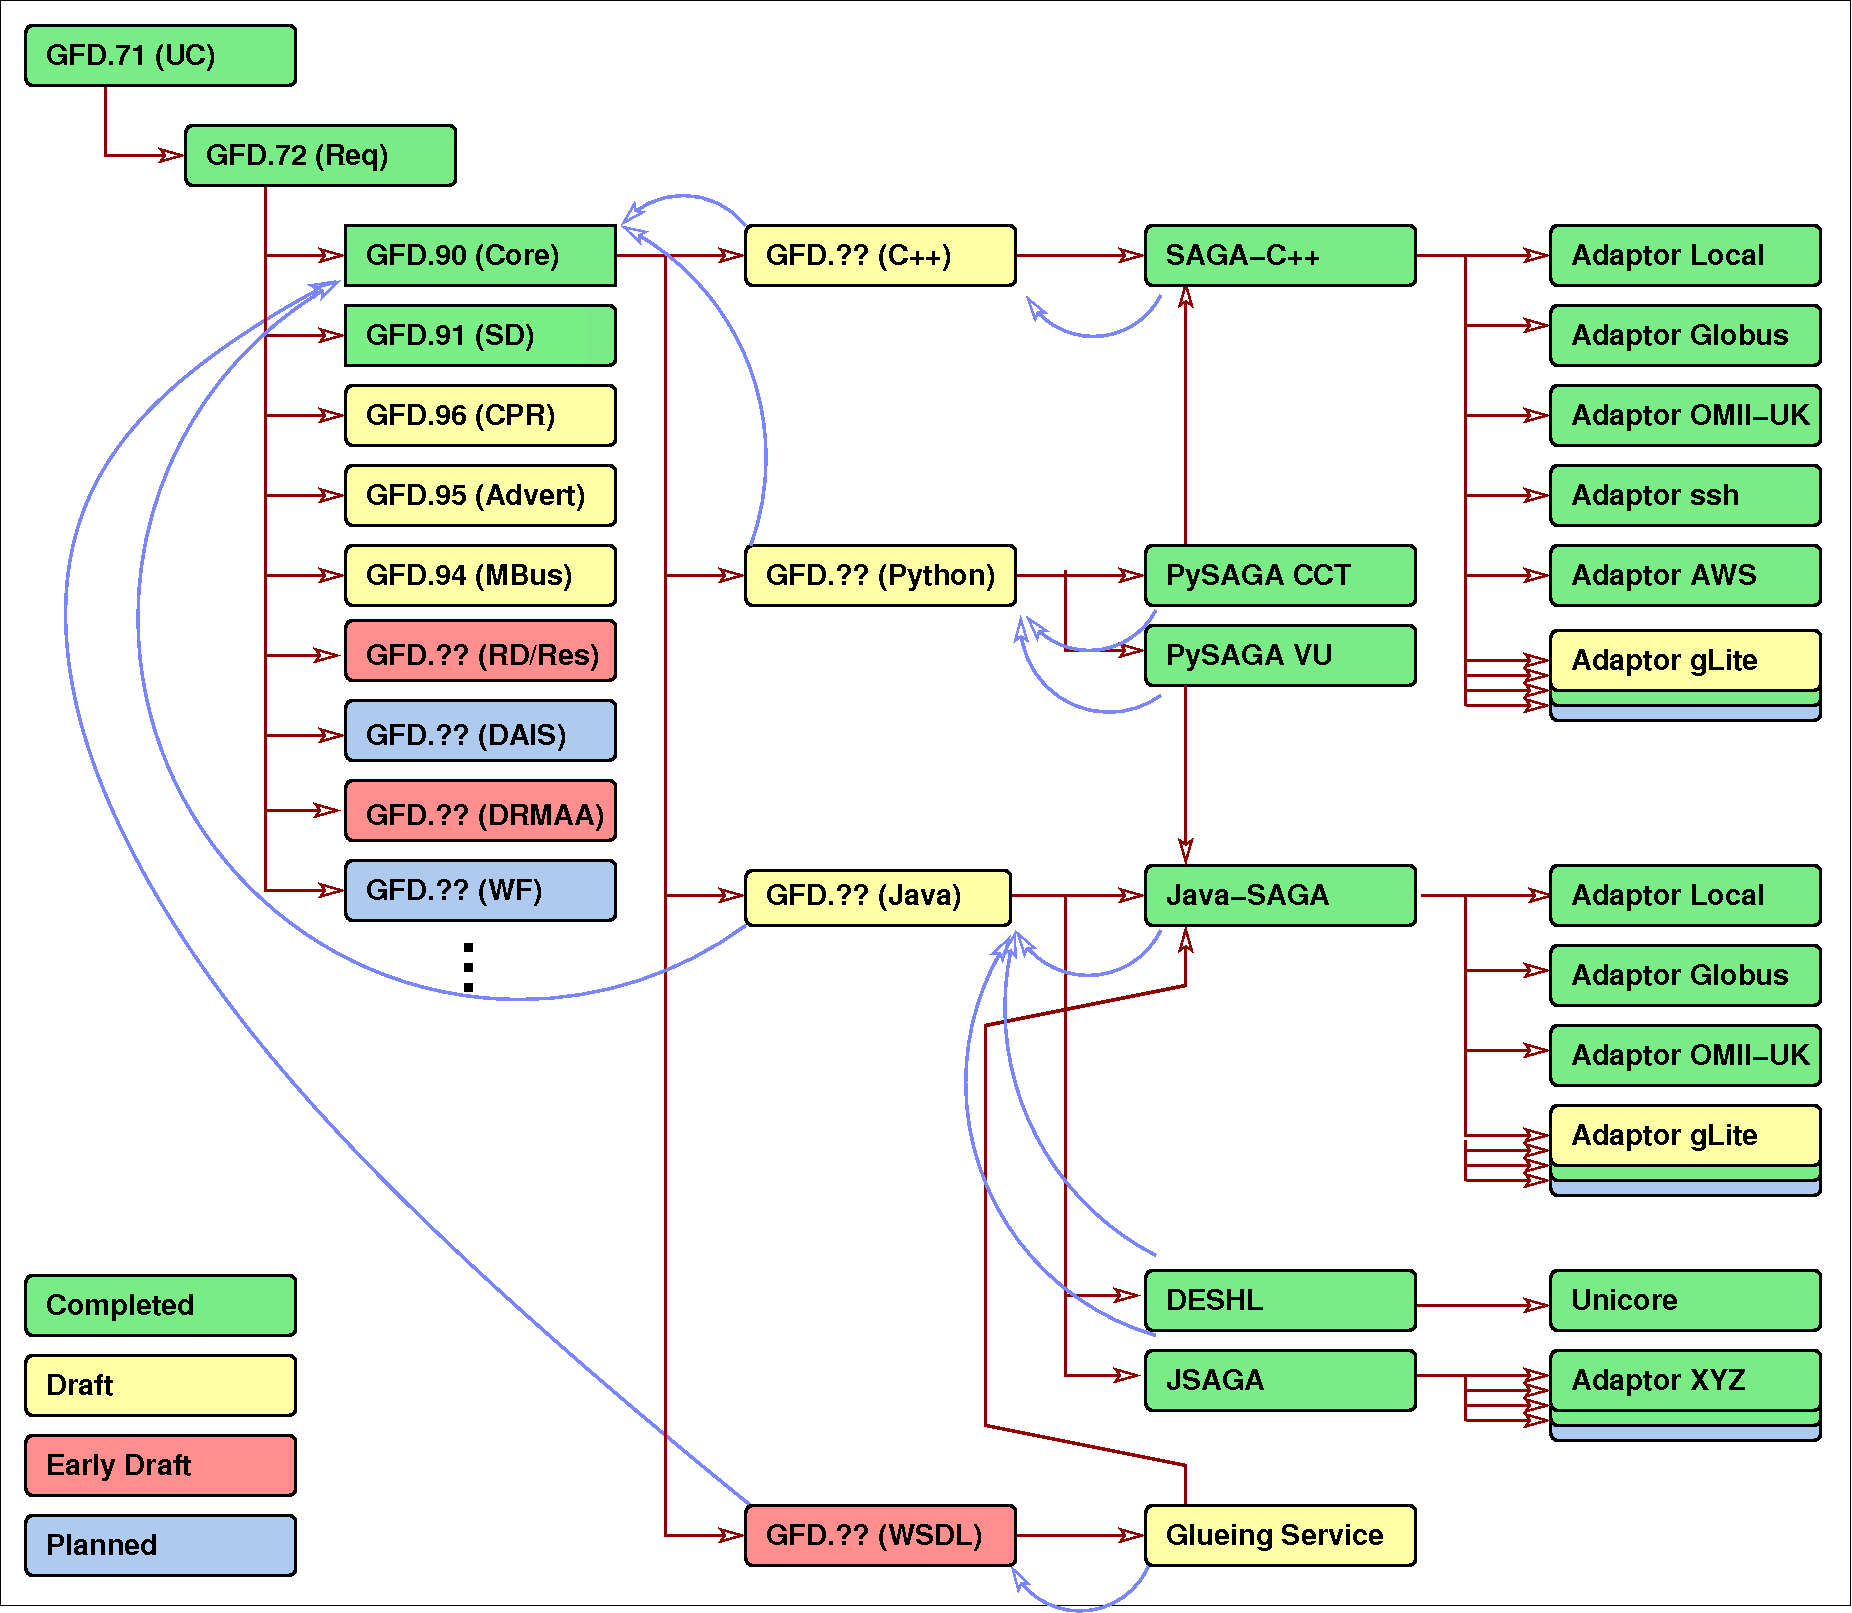 GFD.71 (UC)
GFD.72 (Req)
GFD.90 (Core)
GFD.91 (SD)
GFD.96 (CPR)
GFD.95 (Advert)
GFD.94 (MBus)
GFD.?? (RD/Res)
GFD.?? (DAIS)
GFD.?? (DRMAA)
GFD.?? (WF)
GFD.?? (C++)
GFD.?? (Python)
GFD.?? (Java)
GFD.?? (WSDL)
SAGA–C++
PySAGA CCT
PySAGA VU
Java–SAGA
DESHL
JSAGA
Glueing Service
Adaptor Local
Adaptor Globus
Adaptor OMII–UK
Adaptor ssh
Adaptor AWS
Adaptor gLite
Adaptor Local
Adaptor Globus
Adaptor OMII–UK
Adaptor gLite
Unicore
Adaptor XYZ
Completed
Draft
Early Draft
Planned